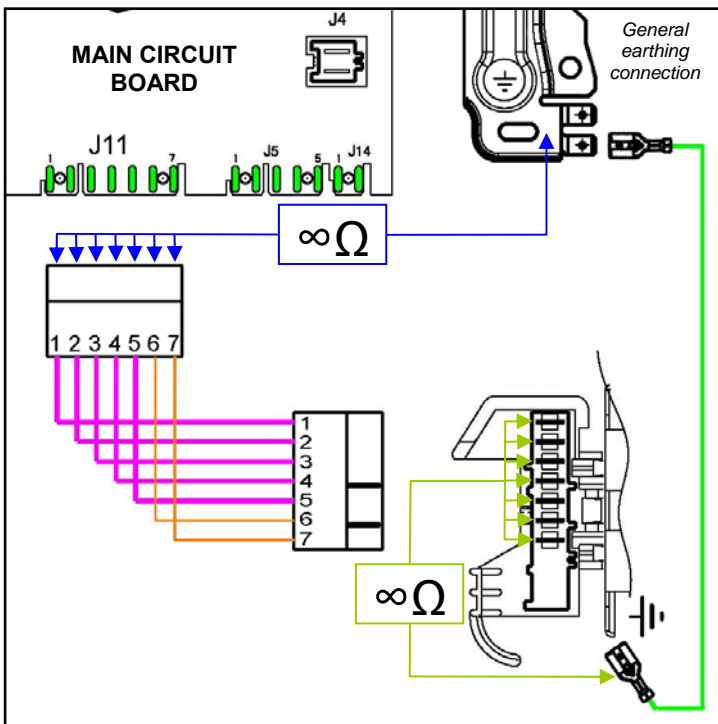 J4
General
earthing
connection
MAIN CIRCUIT
BOARD
J11
1 7
1 J5 5 1 J14
∞Ω
1 2 3 4 5 6 7
1
2
3
4
5
6
7
∞Ω